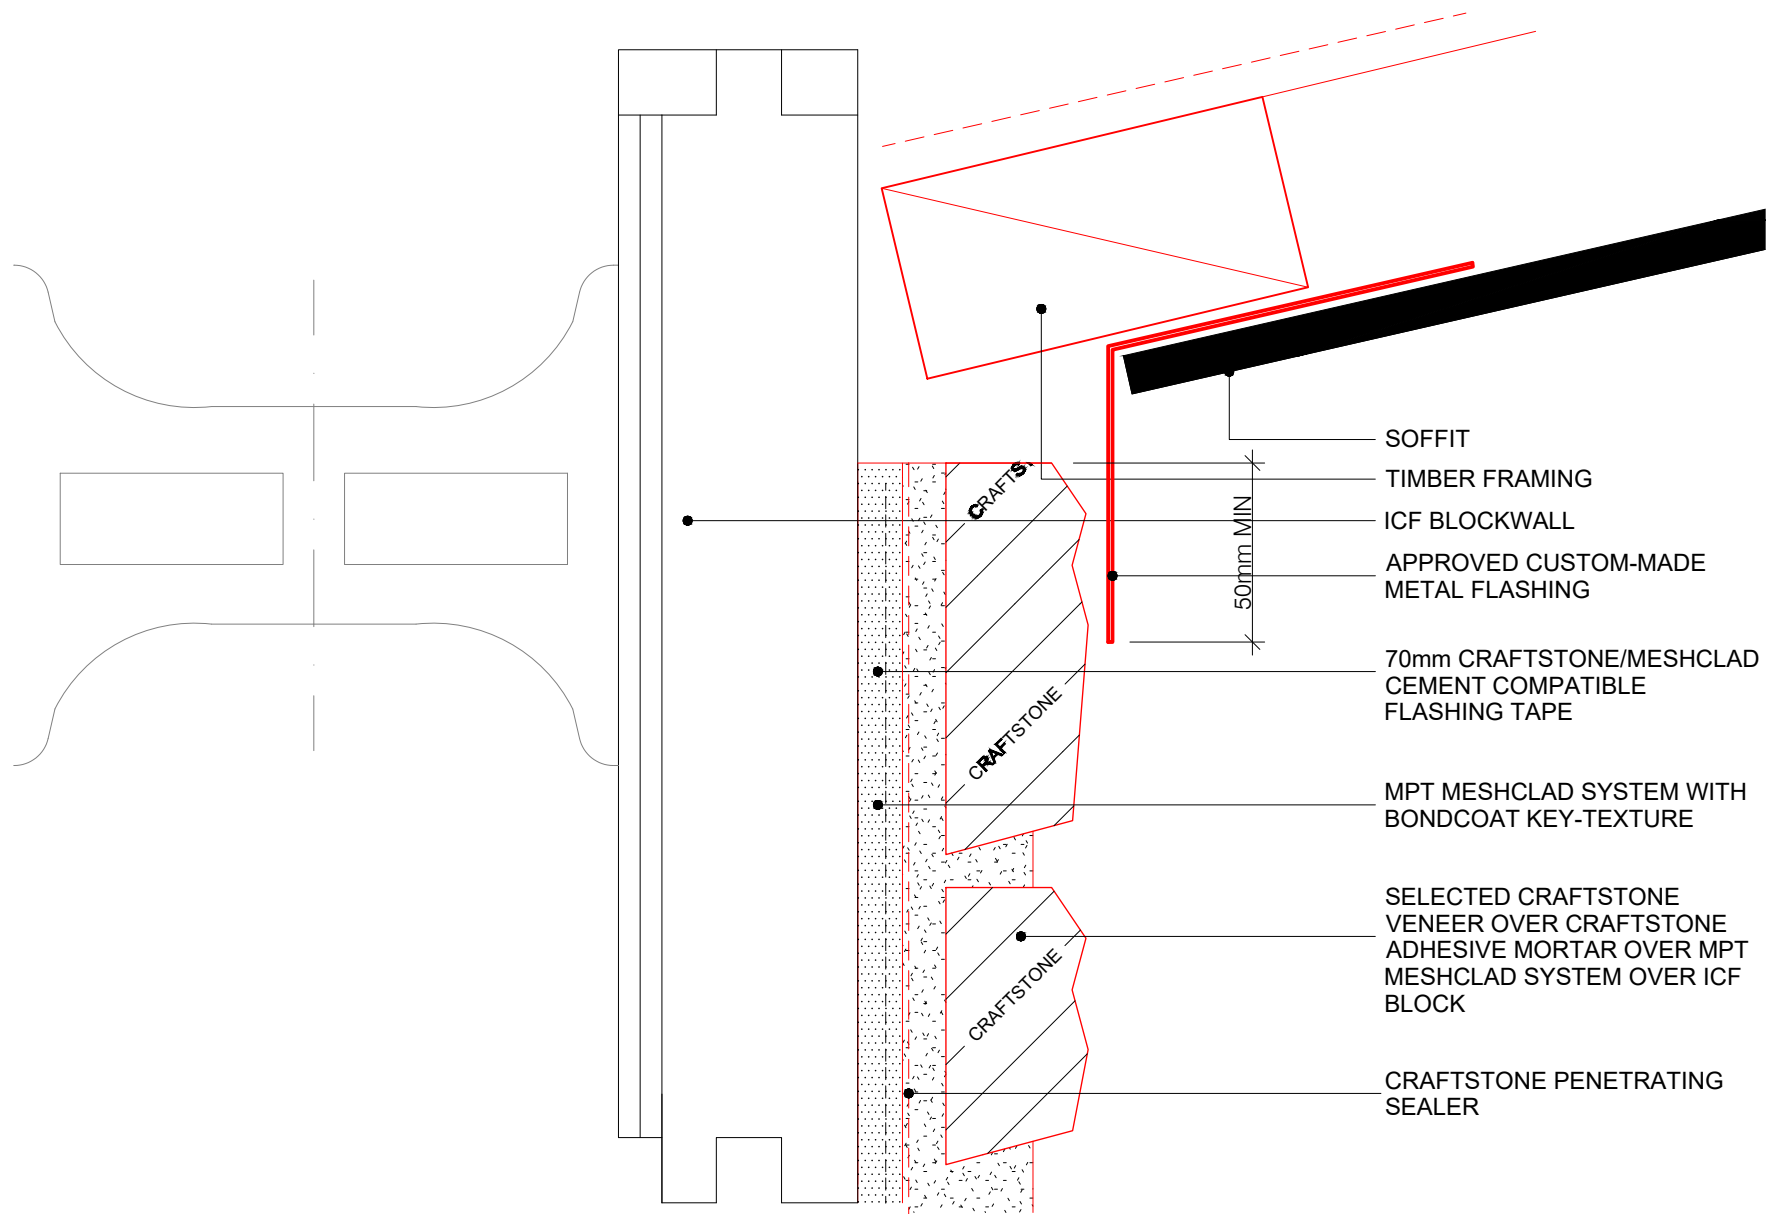 SOFFIT
CRAFTST
TIMBER FRAMING
ICF BLOCKWALL
50mm MIN
APPROVED CUSTOM-MADE
METAL FLASHING
70mm CRAFTSTONE/MESHCLAD
CEMENT COMPATIBLE
FLASHING TAPE
CRAFTSTONE
MPT MESHCLAD SYSTEM WITH
BONDCOAT KEY-TEXTURE
SELECTED CRAFTSTONE
VENEER OVER CRAFTSTONE
ADHESIVE MORTAR OVER MPT
MESHCLAD SYSTEM OVER ICF
BLOCK
CRAFTSTONE
CRAFTSTONE PENETRATING
SEALER